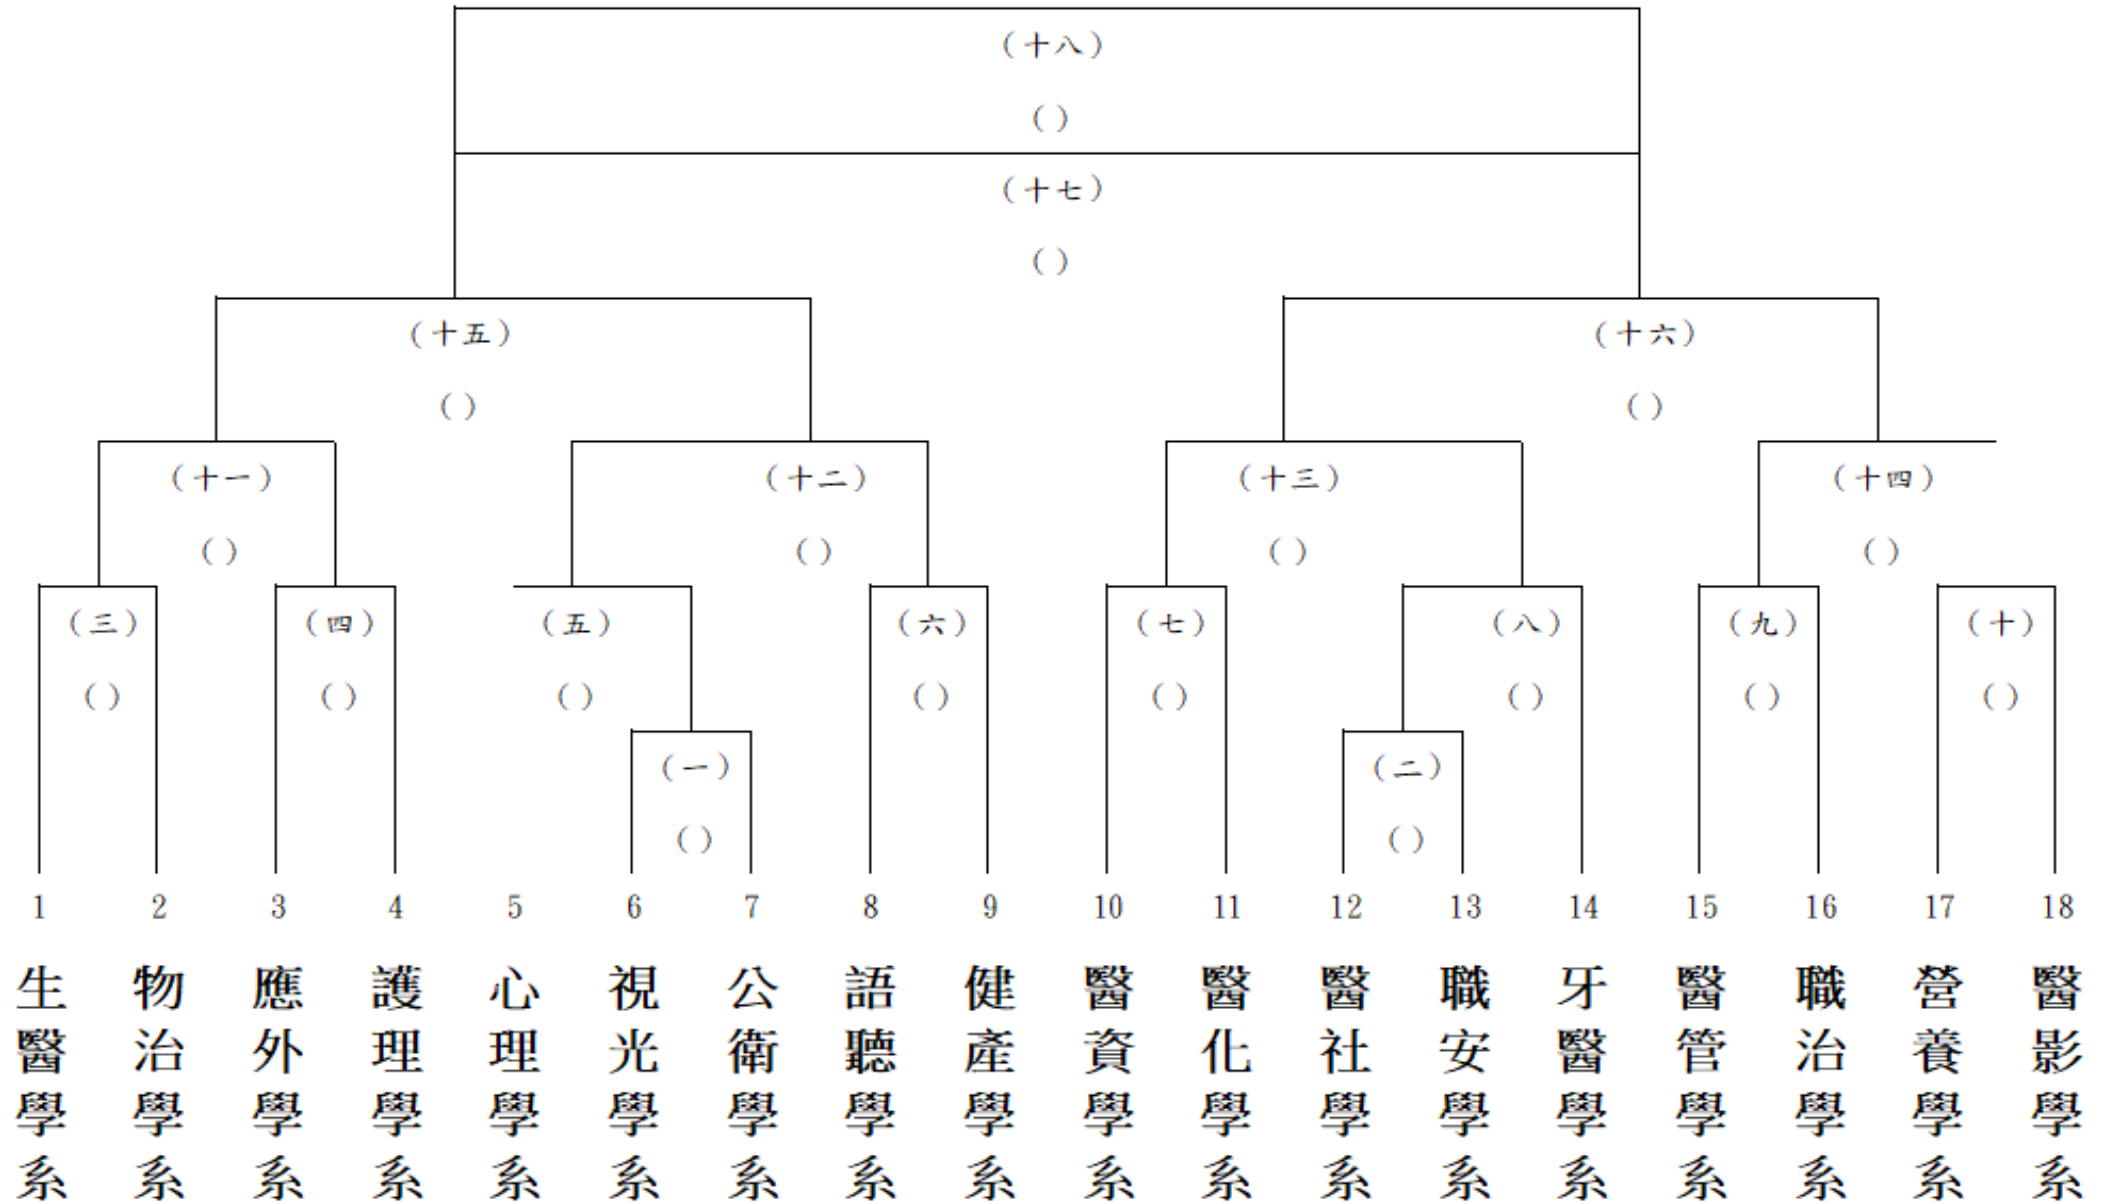 （十八）
（）
（十七）
（）
（十五） （十六）
（） （）
（十一） （十二） （十三） （十四）
（） （） （） （）
（三） （四） （五） （六） （七） （八） （九） （十）
（） （） （） （） （） （） （） （）
（一） （二）
（） （）
1 2 3 4 5 6 7 8 9 10 11 12 13 14 15 16 17 18
生醫學系
物治學系
應外學系
護理學系
心理學系
視光學系
公衛學系
語聽學系
健產學系
醫資學系
醫化學系
醫社學系
職安學系
牙醫學系
醫管學系
職治學系
營養學系
醫影學系